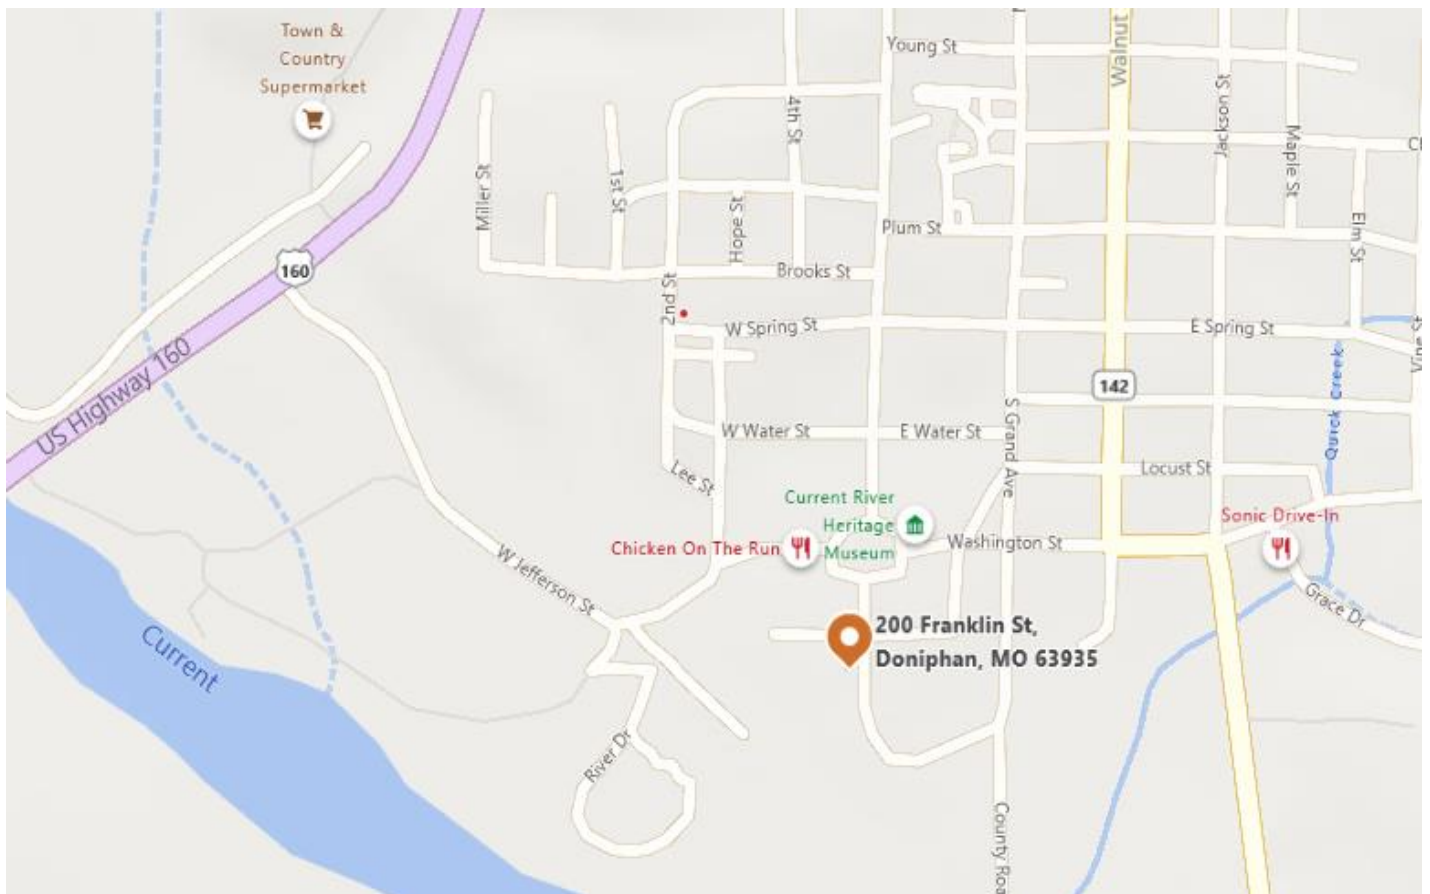 Town &
Country
Supermarket
Young St
Walnut
4th St
Jackson St
Maple St
Miller St
1st St
Hope St
Plum St
Elm St
160
Brooks St
2nd St
W Spring St
E Spring St
US Highway 160
142
Quick Creek
S Grand Ave
W Water St
E Water St
Lee St
Locust St
Current River
Heritage
Museum
Sonic Drive-In
Chicken On The Run
Washington St
W Jefferson St
Grace Dr
200 Franklin St,
Doniphan, MO 63935
Current
River Dr
County Roa
Vine St